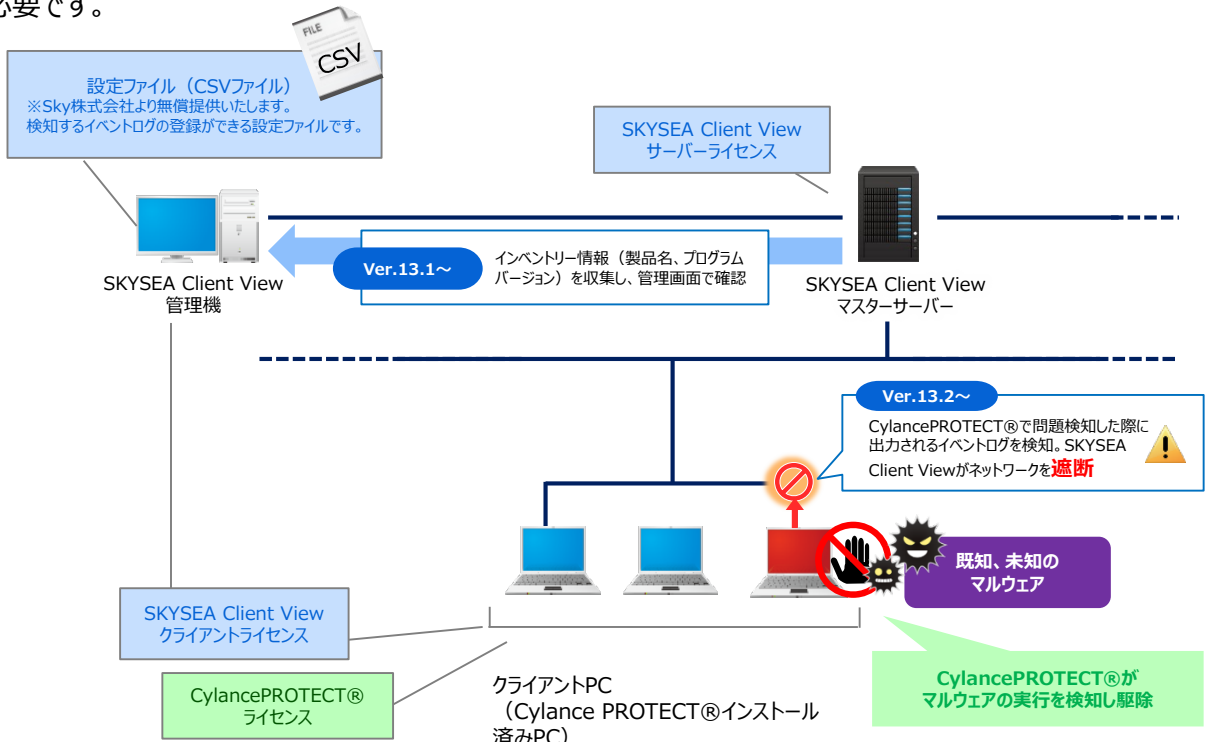 必要です。
FILE
CSV
設定ファイル（CSVファイル）
※Sky株式会社より無償提供いたします。
検知するイベントログの登録ができる設定ファイルです。
SKYSEA Client View
サーバーライセンス
Ver.13.1～
インベントリー情報（製品名、プログラム
バージョン）を収集し、管理画面で確認
SKYSEA Client View
管理機
SKYSEA Client View
マスターサーバー
Ver.13.2～
CylancePROTECT®で問題検知した際に
出力されるイベントログを検知。SKYSEA
Client Viewがネットワークを遮断
既知、未知の
マルウェア
SKYSEA Client View
クライアントライセンス
CylancePROTECT®
ライセンス
クライアントPC
（Cylance PROTECT®インストール
済みPC）
CylancePROTECT®が
マルウェアの実行を検知し駆除